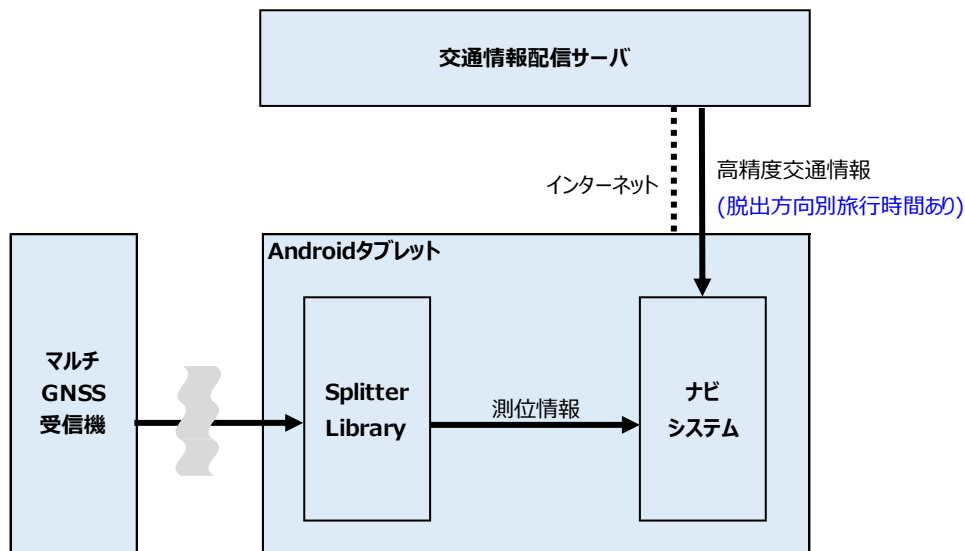 交通情報配信サーバ
インターネット
高精度交通情報
(脱出方向別旅行時間あり)
Androidタブレット
マルチ
GNSS
受信機
Splitter
Library
測位情報
ナビ
システム